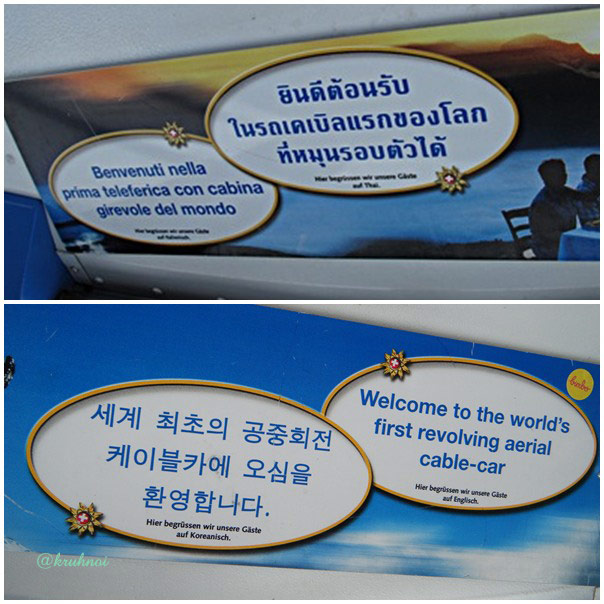 Benvenuti nella
prima teleferica con cabina
girevole del mondo
Hier begrüssen wir unsere Gäste
auf Italienisch.
ยินดีต้อนรับ
ในรถเคเบิลแรกของโลก
ที่หมุนรอบตัวได้
Hier begrüssen wir unsere Gäste
auf Thai.
세계 최초의 공중회전
케이블카에 오심을
환영합니다.
Hier begrüssen wir unsere Gäste
auf Koreanisch.
Welcome to the world's
first revolving aerial
cable-car
Hier begrüssen wir unsere Gäste
auf Englisch.
@kruhnoi